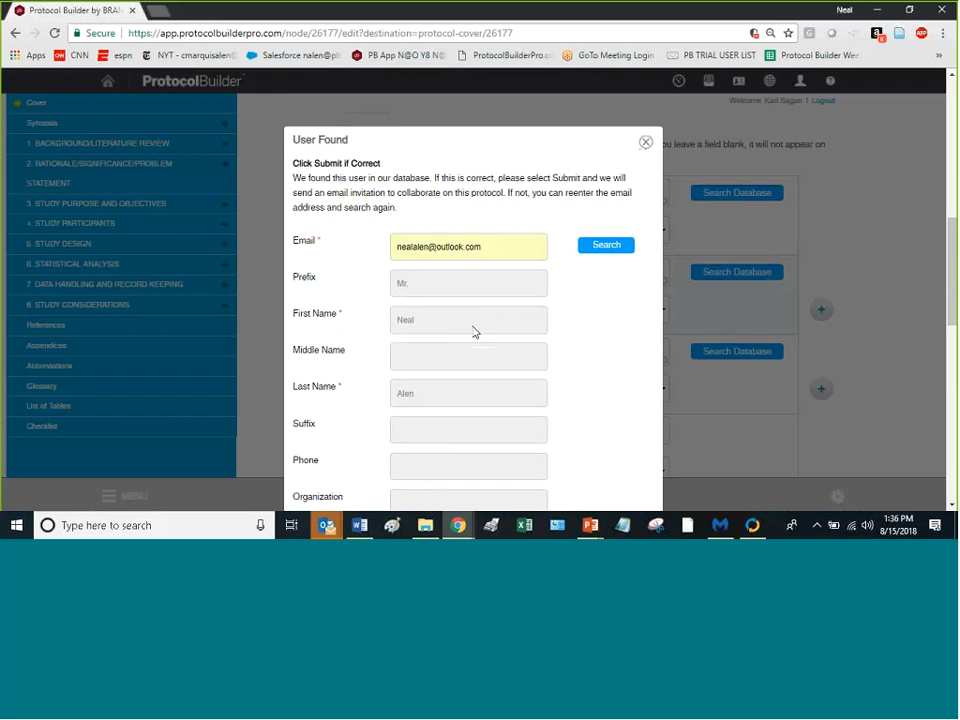 Protocol Builder by BRAN
Neal
Secure https://app.protocolbuilderpro.com/node/26177/edit?destination=protocol-cover/26177
Apps CNN espn NYT - cmarquisalen@ Salesforce nalen@pb PB App N@O Y8 N@ ProtocolBuilderPro.c GoTo Meeting Login PB TRIAL USER LIST Protocol Builder We
ProtocolBuilder
Welcome Karl Sagan Logout
Cover
Synopsis
1. BACKGROUND/LITERATURE REVIEW
2. RATIONALE/SIGNIFICANCE/PROBLEM
STATEMENT
3. STUDY PURPOSE AND OBJECTIVES
4. STUDY PARTICIPANTS
5. STUDY DESIGN
6. STATISTICAL ANALYSIS
7. DATA HANDLING AND RECORD KEEPING
8. STUDY CONSIDERATIONS
References
Appendices
Abbreviations
Glossary
List of Tables
Checklist
MENU
u leave a field blank, it will not appear on
Search Database
Search Database
Search Database
User Found
Click Submit if Correct
We found this user in our database. If this is correct, please select Submit and we will
send an email invitation to collaborate on this protocol. If not, you can reenter the email
address and search again.
Email * nealalen@outlook.com Search
Prefix Mr.
First Name * Neal
Middle Name
Last Name * Alen
Suffix
Phone
Organization
Type here to search
1:36 PM
8/15/2018